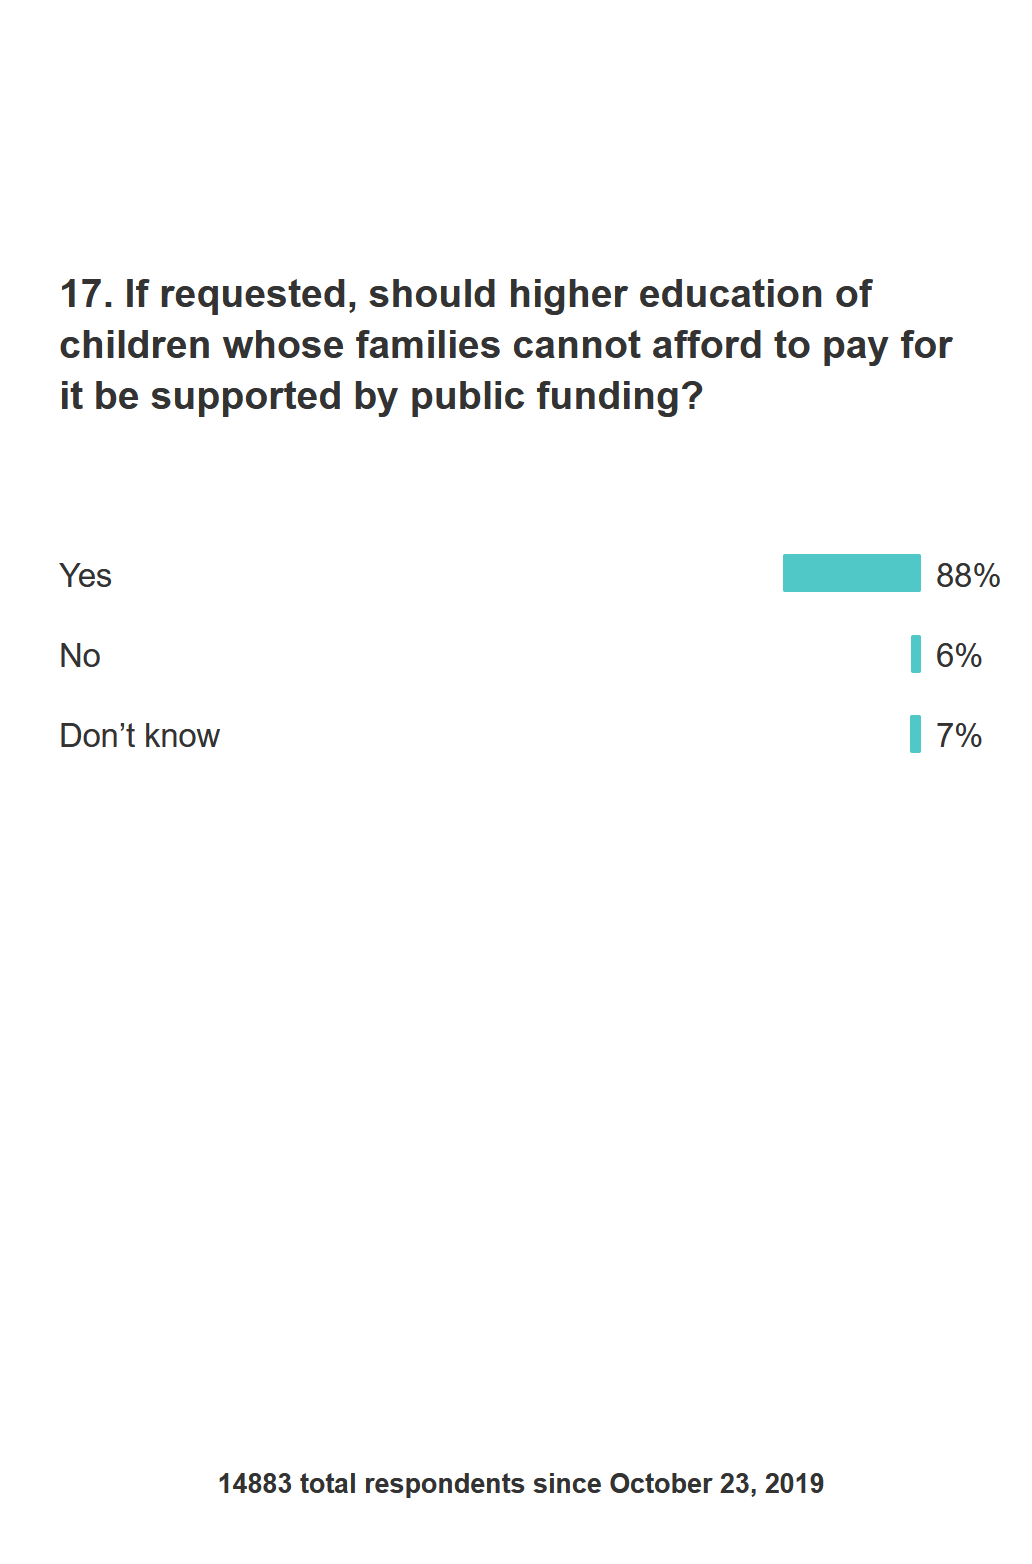 17. If requested, should higher education of
children whose families cannot afford to pay for
it be supported by public funding?
Yes 88%
No 6%
Don’t know 7%
14883 total respondents since October 23, 2019